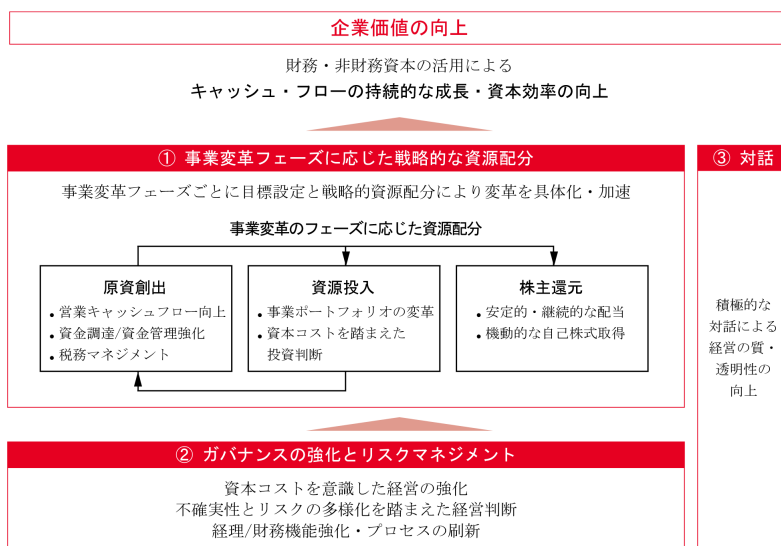 企業価値の向上
財務・非財務資本の活用による
キャッシュ・フローの持続的な成長・資本効率の向上
① 事業変革フェーズに応じた戦略的な資源配分
事業変革フェーズごとに目標設定と戦略的資源配分により変革を具体化・加速
事業変革のフェーズに応じた資源配分
原資創出
• 営業キャッシュフロー向上
• 資金調達/資金管理強化
• 税務マネジメント
資源投入
• 事業ポートフォリオの変革
• 資本コストを踏まえた
投資判断
株主還元
• 安定的・継続的な配当
• 機動的な自己株式取得
② ガバナンスの強化とリスクマネジメント
資本コストを意識した経営の強化
不確実性とリスクの多様化を踏まえた経営判断
経理/財務機能強化・プロセスの刷新
③ 対話
積極的な
対話による
経営の質・
透明性の
向上